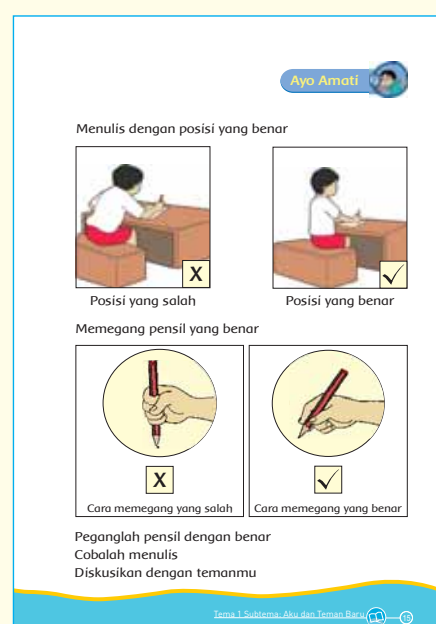 Ayo Amati
Menulis dengan posisi yang benar
X ✓
Posisi yang salah Posisi yang benar
Memegang pensil yang benar
X ✓
Cara memegang yang salah Cara memegang yang benar
Peganglah pensil dengan benar
Cobalah menulis
Diskusikan dengan temanmu
Tema 1 Subtema: Aku dan Teman Baru 15